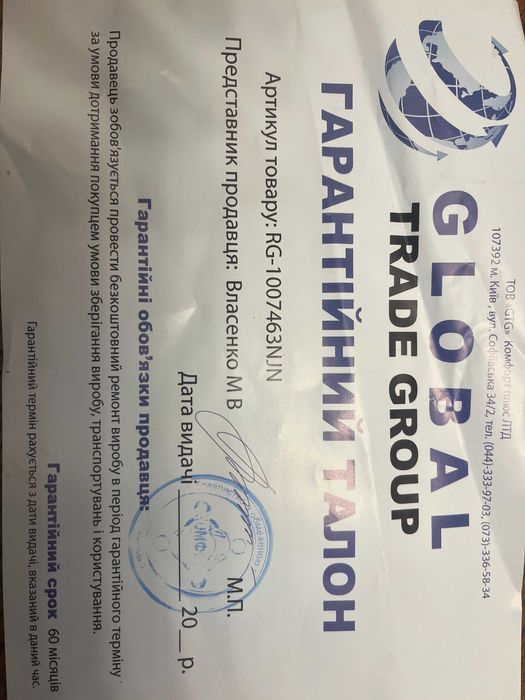 ТОВ «GTG» Комфорт плюс ЛТД
107392 м. Київ, вул. Софіївська 34/2, тел. (044)-333-97-03, (073)-336-58-34
GLOBAL
TRADE GROUP
ГАРАНТІЙНИЙ ТАЛОН
Артикул товару: RG-1007463NJN
Представник продавця: Власенко М В М.П.
Дата видачі ________ 20__ р.
Гарантійні обов'язки продавця:
Продавець зобов'язується провести безкоштовний ремонт виробу в період гарантійного терміну
за умови дотримання покупцем умови зберігання виробу, транспортувань і користування.
Гарантійний срок 60 місяців
Гарантійний термін рахується з дати видачі, вказаний в даний час.